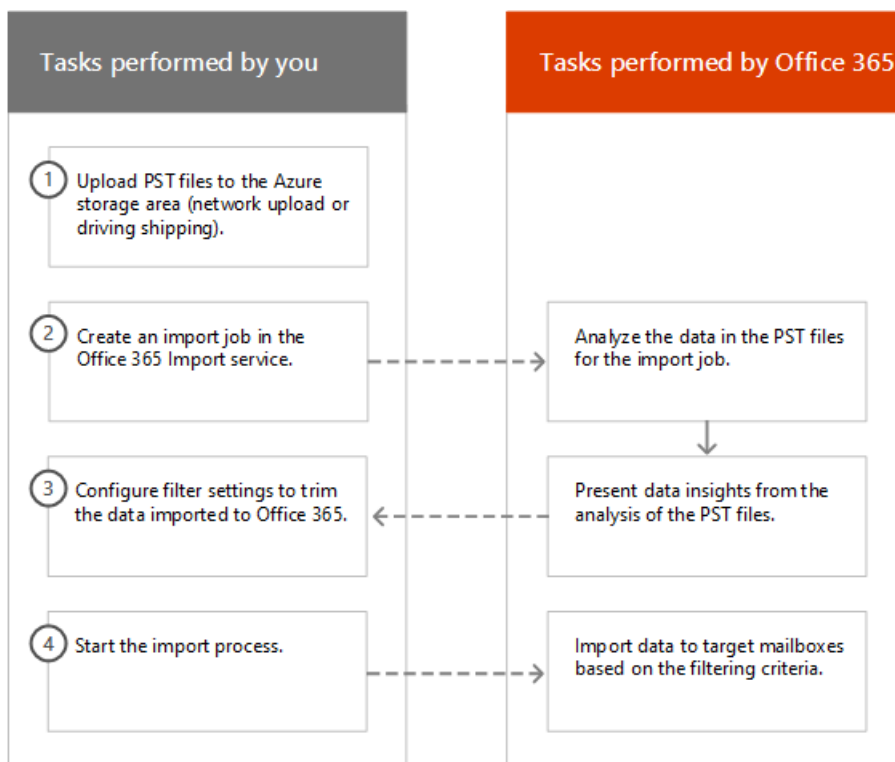 Tasks performed by you
Tasks performed by Office 365
1
Upload PST files to the Azure
storage area (network upload or
driving shipping).
2
Create an import job in the
Office 365 Import service.
Analyze the data in the PST files
for the import job.
3
Configure filter settings to trim
the data imported to Office 365.
Present data insights from the
analysis of the PST files.
4
Start the import process.
Import data to target mailboxes
based on the filtering criteria.